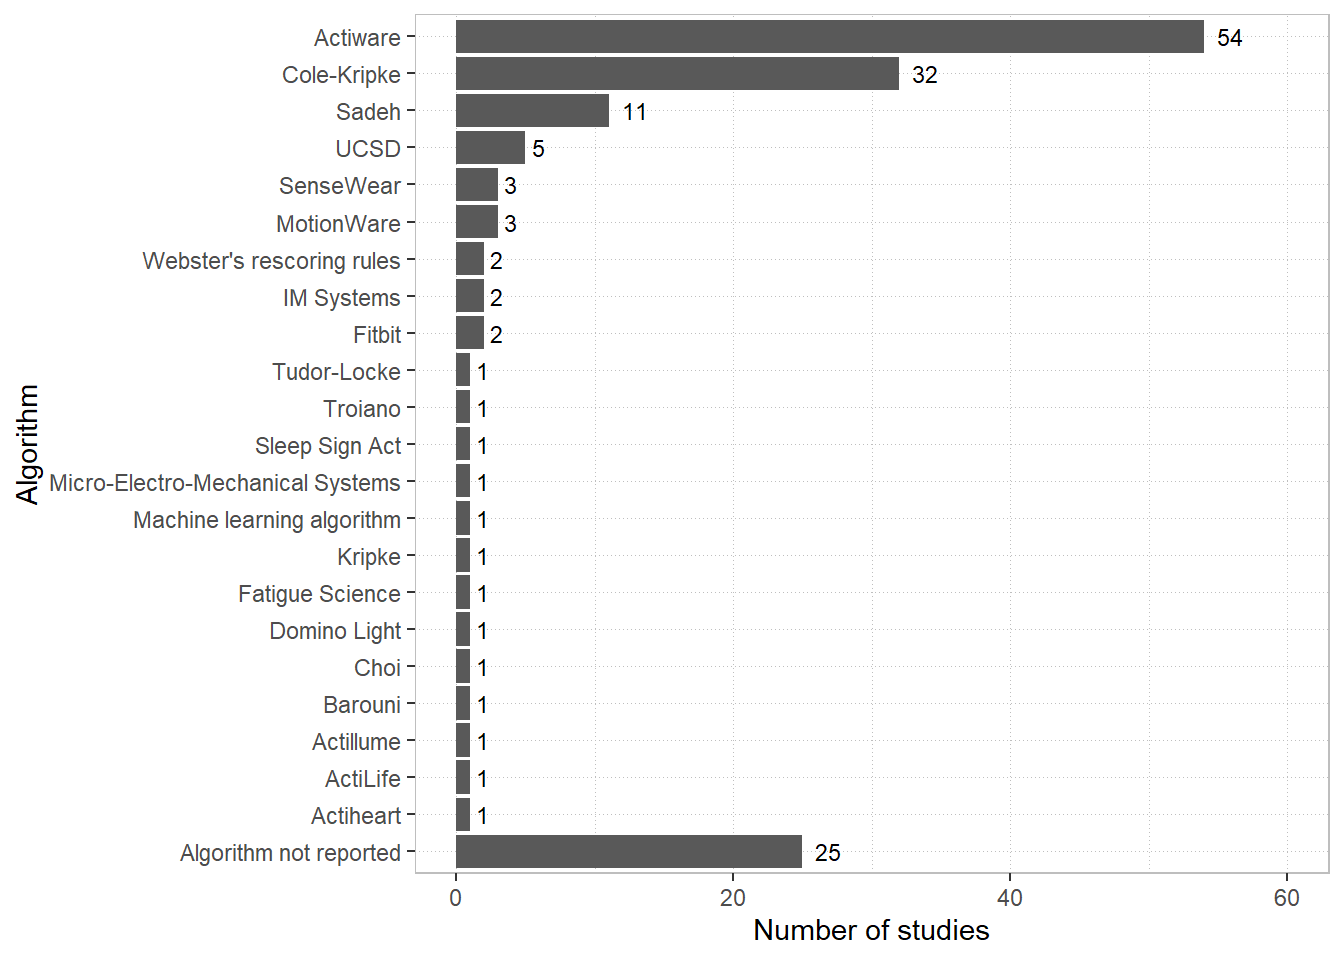 Actiware 54
Cole-Kripke 32
Sadeh 11
UCSD 5
SenseWear 3
MotionWare 3
Webster's rescoring rules 2
IM Systems 2
Fitbit 2
Tudor-Locke 1
Troiano 1
Sleep Sign Act 1
Micro-Electro-Mechanical Systems 1
Machine learning algorithm 1
Kripke 1
Fatigue Science 1
Domino Light 1
Choi 1
Barouni 1
Actillume 1
ActiLife 1
Actiheart 1
Algorithm not reported 25
0 20 40 60
Number of studies
Algorithm